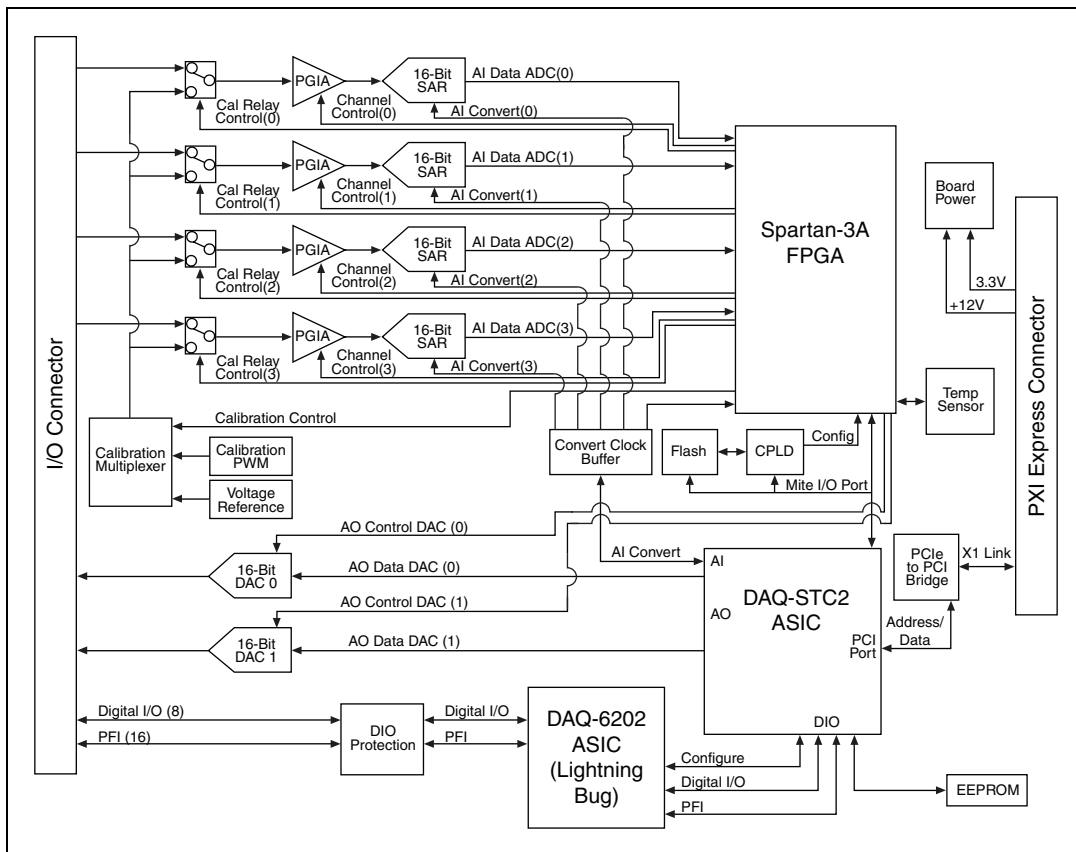 I/O Connector
PGIA
16-Bit
SAR
AI Data ADC(0)
Cal Relay
Control(0)
Channel
Control(0)
AI Convert(0)
PGIA
16-Bit
SAR
AI Data ADC(1)
Cal Relay
Control(1)
Channel
Control(1)
AI Convert(1)
PGIA
16-Bit
SAR
AI Data ADC(2)
Cal Relay
Control(2)
Channel
Control(2)
AI Convert(2)
PGIA
16-Bit
SAR
AI Data ADC(3)
Cal Relay
Control(3)
Channel
Control(3)
AI Convert(3)
Spartan-3A
FPGA
Board
Power
3.3V
+12V
PXI Express Connector
Temp
Sensor
Calibration Control
Calibration
Multiplexer
Calibration
PWM
Voltage
Reference
Convert Clock
Buffer
Flash
CPLD
Config
Mite I/O Port
AO Control DAC (0)
16-Bit
DAC 0
AO Data DAC (0)
AI Convert
AO Control DAC (1)
16-Bit
DAC 1
AO Data DAC (1)
AI
AO
DAQ-STC2
ASIC
PCI
Port
DIO
PCIe
to PCI
Bridge
X1 Link
Address/
Data
Digital I/O (8)
PFI (16)
DIO
Protection
Digital I/O
PFI
DAQ-6202
ASIC
(Lightning
Bug)
Configure
Digital I/O
PFI
EEPROM